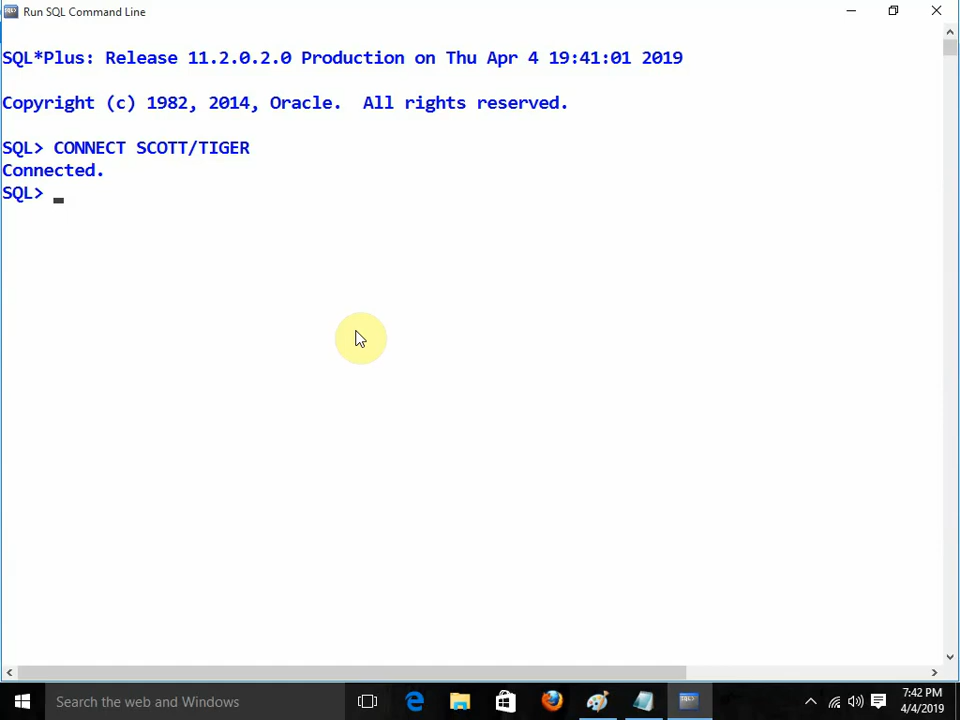 Run SQL Command Line
SQL*Plus: Release 11.2.0.2.0 Production on Thu Apr 4 19:41:01 2019
Copyright (c) 1982, 2014, Oracle.  All rights reserved.
SQL> CONNECT SCOTT/TIGER
Connected.
SQL>
Search the web and Windows
7:42 PM
4/4/2019